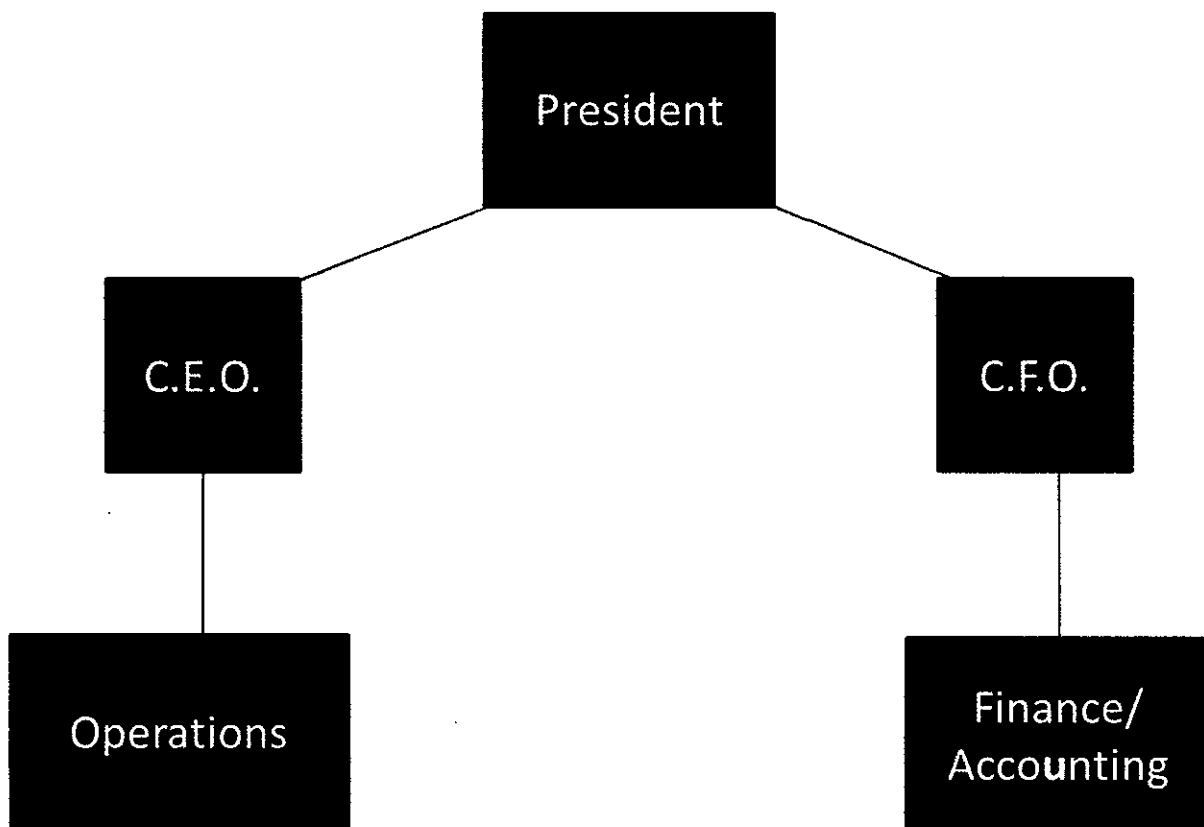 President
C.E.O.
C.F.O.
Operations
Finance/
Accounting